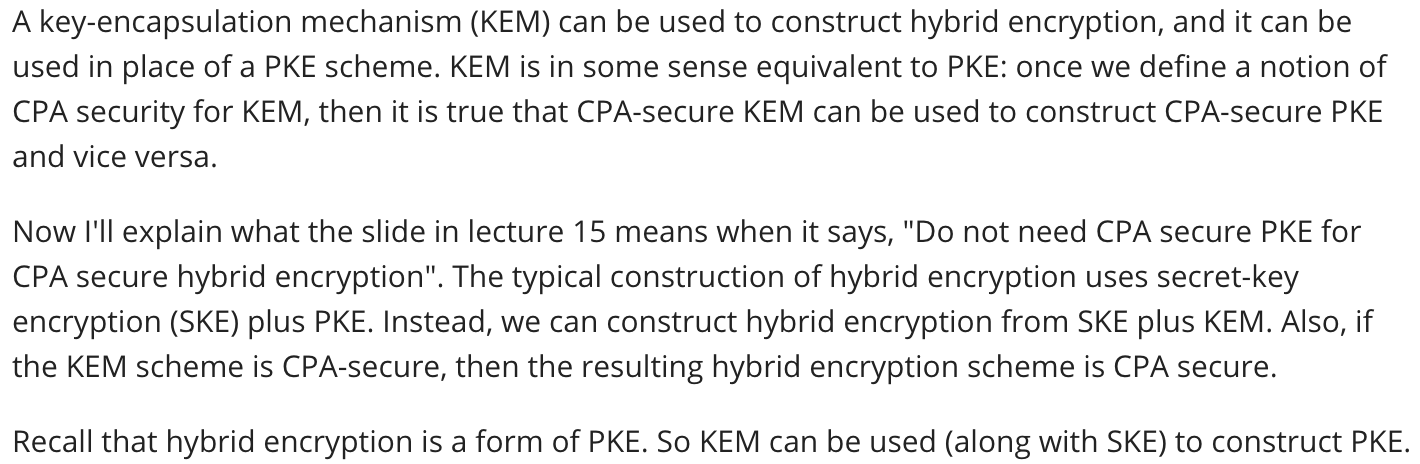 A key-encapsulation mechanism (KEM) can be used to construct hybrid encryption, and it can be
used in place of a PKE scheme. KEM is in some sense equivalent to PKE: once we define a notion of
CPA security for KEM, then it is true that CPA-secure KEM can be used to construct CPA-secure PKE
and vice versa.
Now I'll explain what the slide in lecture 15 means when it says, "Do not need CPA secure PKE for
CPA secure hybrid encryption". The typical construction of hybrid encryption uses secret-key
encryption (SKE) plus PKE. Instead, we can construct hybrid encryption from SKE plus KEM. Also, if
the KEM scheme is CPA-secure, then the resulting hybrid encryption scheme is CPA secure.
Recall that hybrid encryption is a form of PKE. So KEM can be used (along with SKE) to construct PKE.